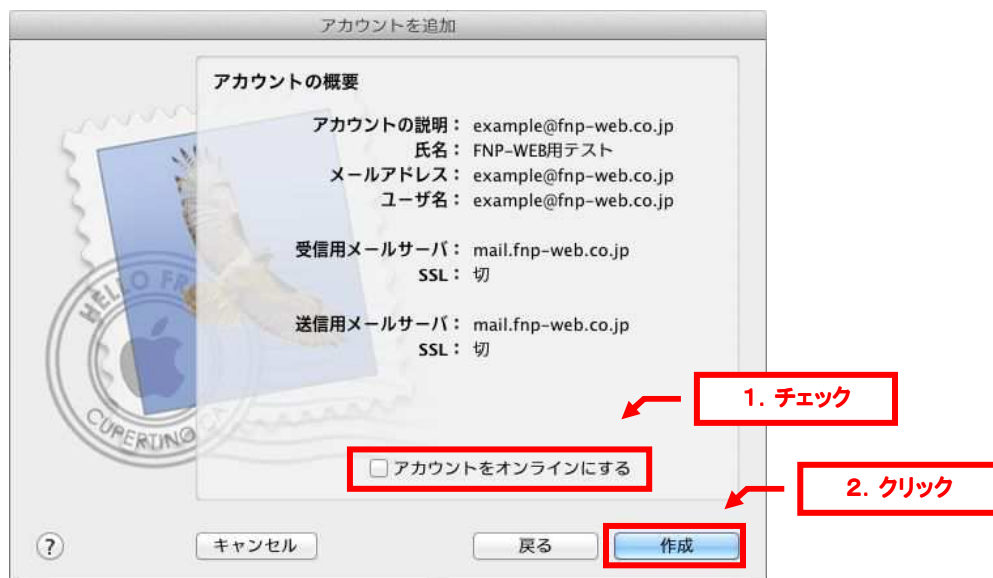 アカウントを追加
アカウントの概要
アカウントの説明： example@fnp-web.co.jp
氏名： FNP-WEB用テスト
メールアドレス： example@fnp-web.co.jp
ユーザ名： example@fnp-web.co.jp
受信用メールサーバ： mail.fnp-web.co.jp
SSL： 切
送信用メールサーバ： mail.fnp-web.co.jp
SSL： 切
HELLO FR
CUPERTINO CA
1. チェック
アカウントをオンラインにする
2. クリック
?
キャンセル
戻る
作成